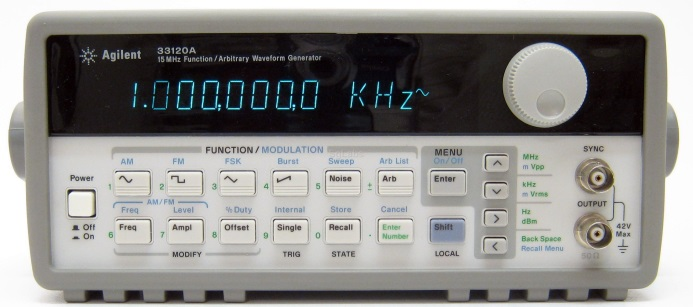 Agilent
33120A
15 MHz Function / Arbitrary Waveform Generator
1.000,000,0 KHz~
FUNCTION / MODULATION
MENU
On/Off
Enter
AM FM FSK Burst Sweep Arb List
1 2 3 4 5 Noise ± Arb
Power
Off
On
AM/FM
Freq Level % Duty Internal Store Cancel
6 Freq 7 Ampl 8 Offset 9 Single 0 Recall . Enter Number
Shift
MODIFY TRIG STATE LOCAL
MHz
m Vpp
kHz
m Vrms
Hz
dBm
Back Space
Recall Menu
SYNC
OUTPUT
42V
Max
50Ω